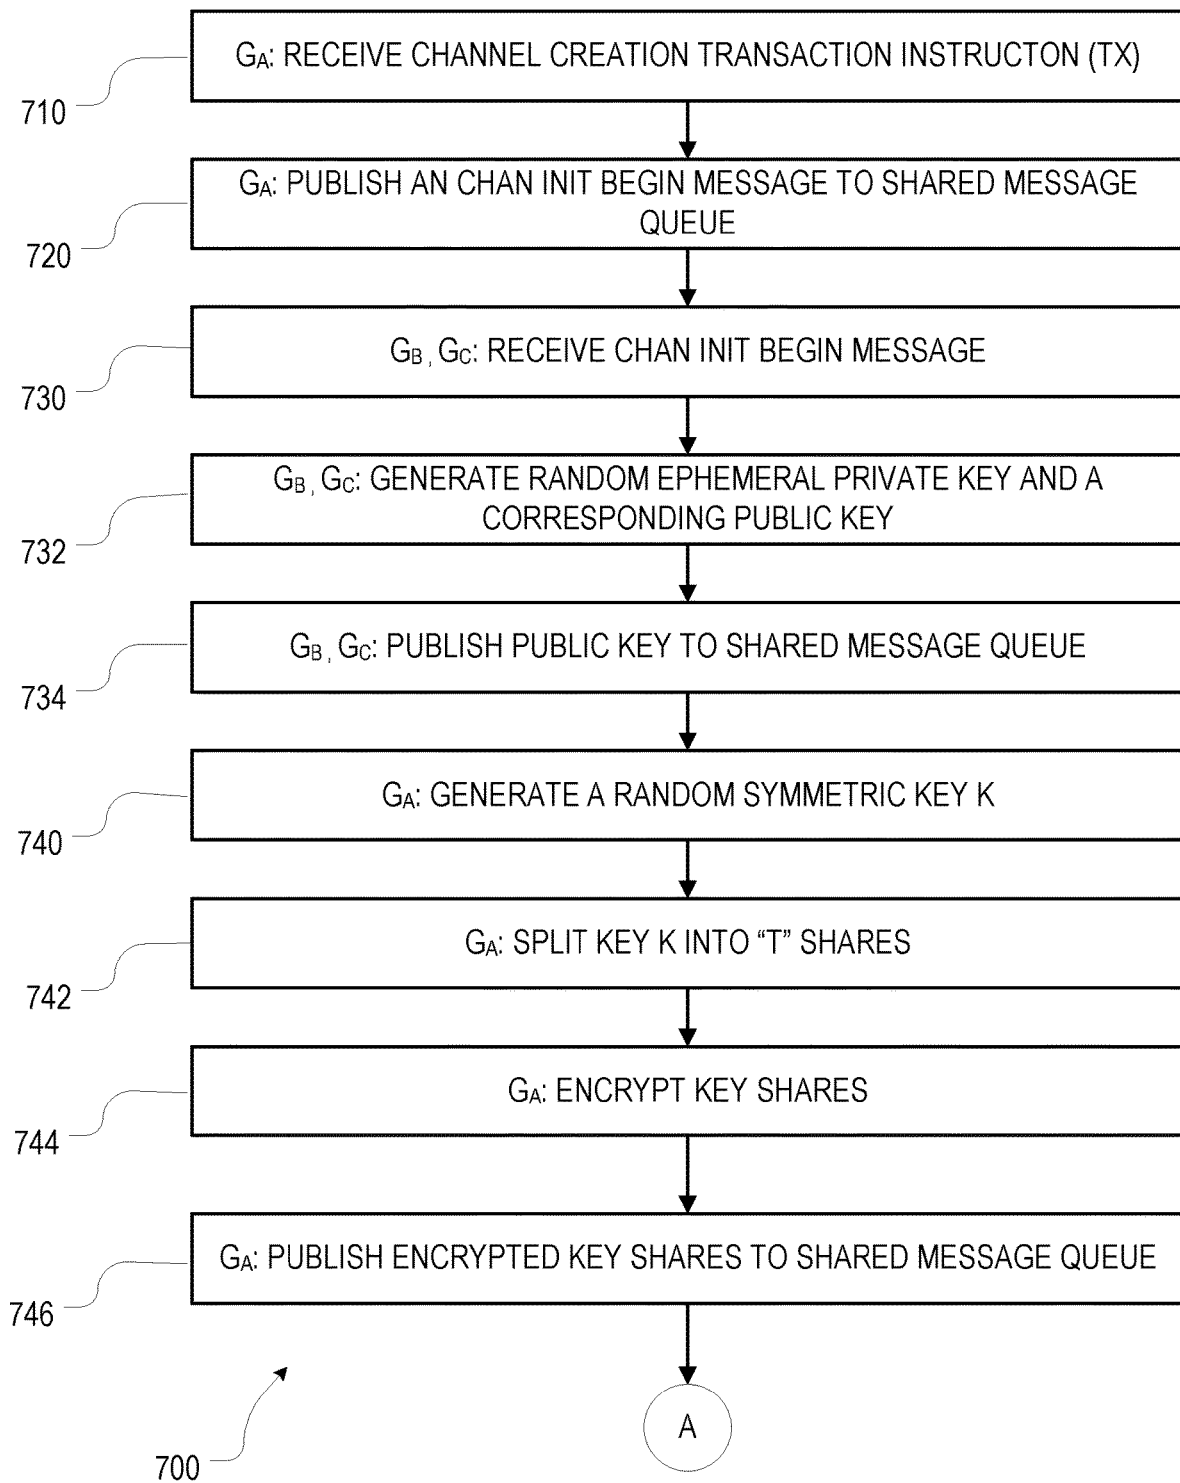 GA: RECEIVE CHANNEL CREATION TRANSACTION INSTRUCTON (TX)
710
GA: PUBLISH AN CHAN INIT BEGIN MESSAGE TO SHARED MESSAGE
QUEUE
720
GB, GC: RECEIVE CHAN INIT BEGIN MESSAGE
730
GB, GC: GENERATE RANDOM EPHEMERAL PRIVATE KEY AND A
CORRESPONDING PUBLIC KEY
732
GB, GC: PUBLISH PUBLIC KEY TO SHARED MESSAGE QUEUE
734
GA: GENERATE A RANDOM SYMMETRIC KEY K
740
GA: SPLIT KEY K INTO “T” SHARES
742
GA: ENCRYPT KEY SHARES
744
GA: PUBLISH ENCRYPTED KEY SHARES TO SHARED MESSAGE QUEUE
746
A
700